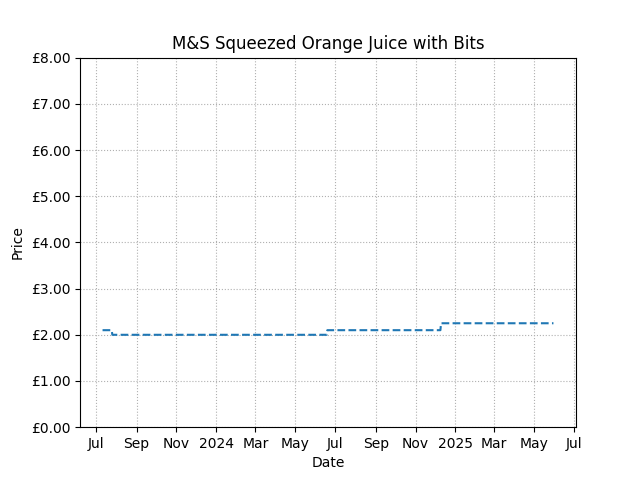 M&S Squeezed Orange Juice with Bits
£8.00
£7.00
£6.00
£5.00
£4.00
£3.00
£2.00
£1.00
£0.00
Price
Jul Sep Nov 2024 Mar May Jul Sep Nov 2025 Mar May Jul
Date